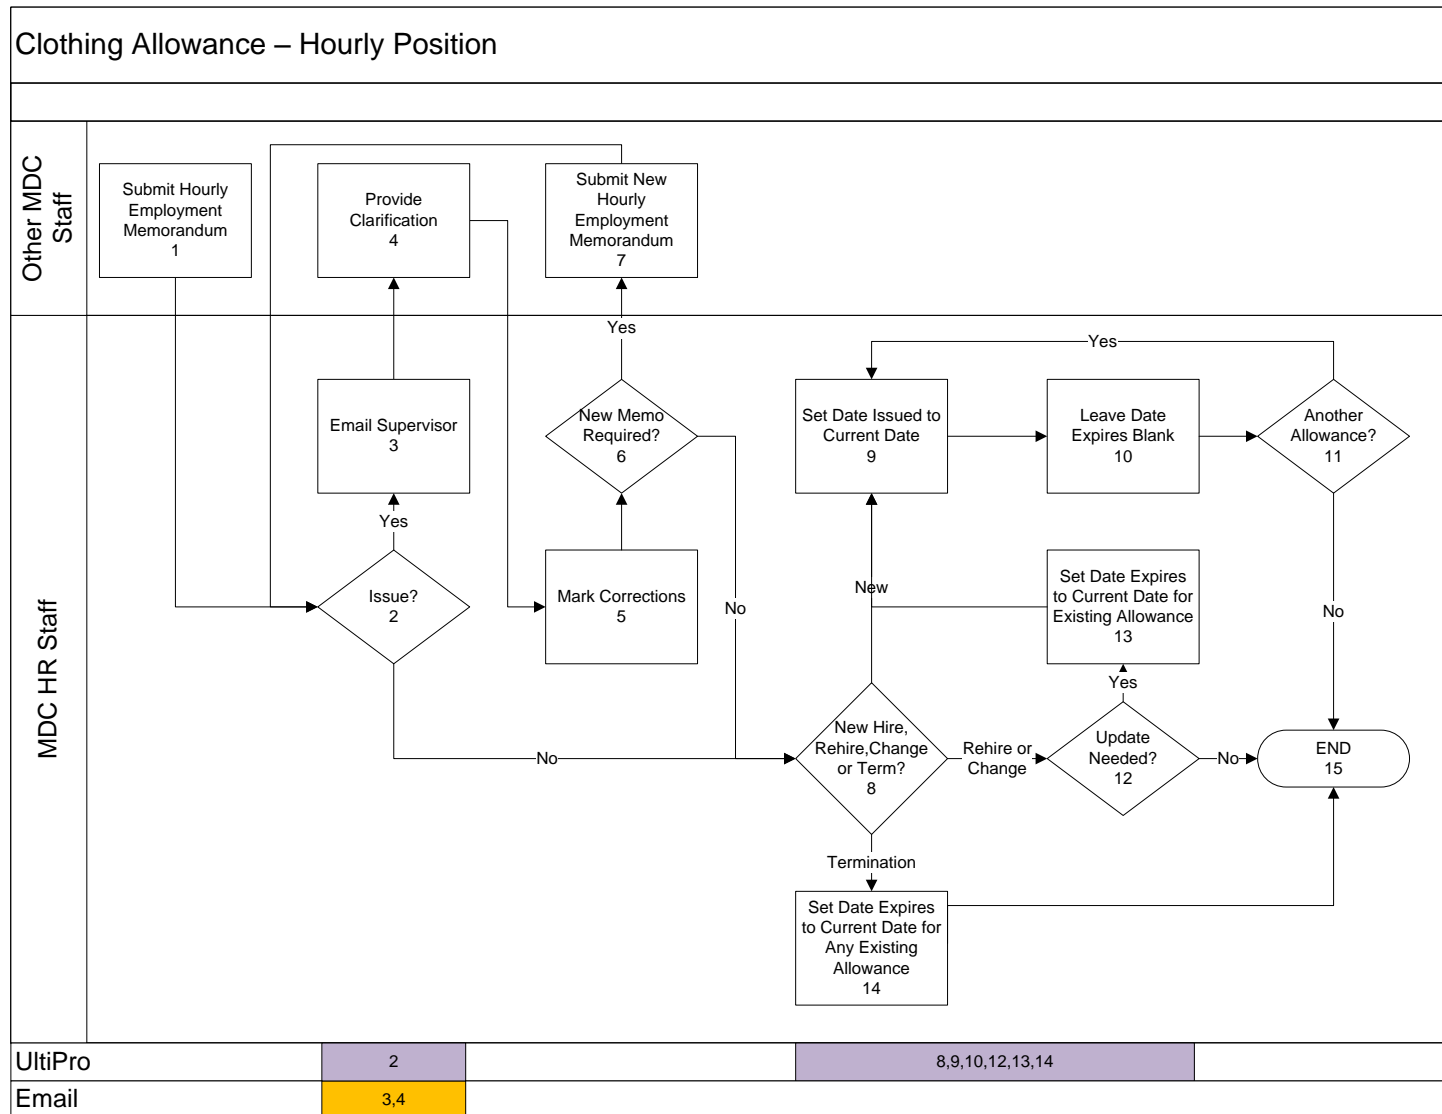 Clothing Allowance – Hourly Position
Other MDC
Staff
Submit Hourly
Employment
Memorandum
1
Provide
Clarification
4
Submit New
Hourly
Employment
Memorandum
7
MDC HR Staff
Yes
Yes
Email Supervisor
3
New Memo
Required?
6
Set Date Issued to
Current Date
9
Leave Date
Expires Blank
10
Another
Allowance?
11
Yes
Issue?
2
Mark Corrections
5
No
New
Set Date Expires
to Current Date for
Existing Allowance
13
No
Yes
No
New Hire,
Rehire,Change
or Term?
8
Rehire or
Change
Update
Needed?
12
No
END
15
Termination
Set Date Expires
to Current Date for
Any Existing
Allowance
14
UltiPro
2
8,9,10,12,13,14
Email
3,4